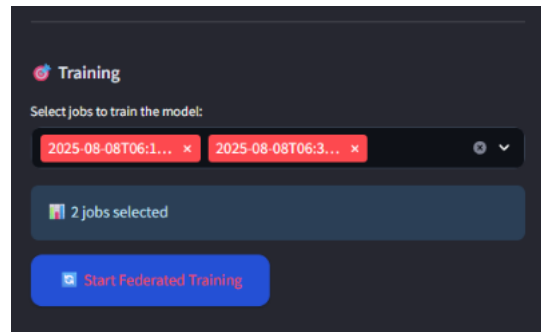 Training
Select jobs to train the model:
2025-08-08T06:1... × 2025-08-08T06:3... ×
2 jobs selected
Start Federated Training